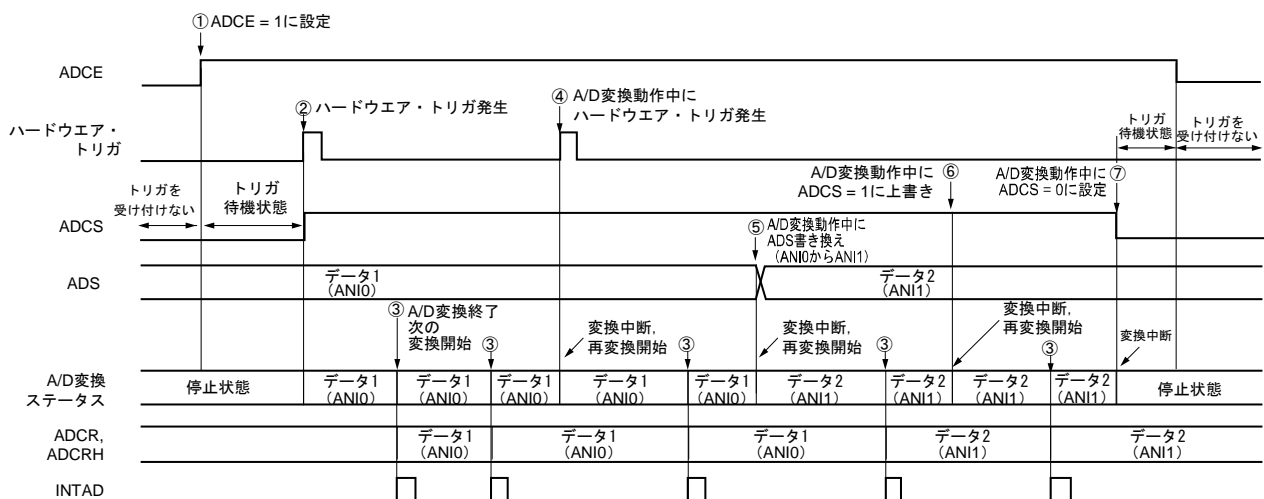 ①ADCE = 1に設定
ADCE
②ハードウエア・トリガ発生
④A/D変換動作中に
ハードウエア・トリガ発生
ハードウエア・
トリガ
トリガ
待機状態
トリガを
受け付けない
トリガを
受け付けない
トリガ
待機状態
A/D変換動作中に ⑥
ADCS = 1に上書き
A/D変換動作中に⑦
ADCS = 0に設定
ADCS
⑤A/D変換動作中に
ADS書き換え
(ANI0からANI1)
ADS
データ1
(ANI0)
データ2
(ANI1)
③A/D変換終了
次の
変換開始
③
変換中断,
再変換開始
③
変換中断,
再変換開始
③
変換中断,
再変換開始
③
変換中断
A/D変換
ステータス
停止状態
データ1
(ANI0)
データ1
(ANI0)
データ1
(ANI0)
データ1
(ANI0)
データ1
(ANI0)
データ2
(ANI1)
データ2
(ANI1)
データ2
(ANI1)
データ2
(ANI1)
停止状態
ADCR,
ADCRH
データ1
(ANI0)
データ1
(ANI0)
データ1
(ANI0)
データ2
(ANI1)
データ2
(ANI1)
INTAD